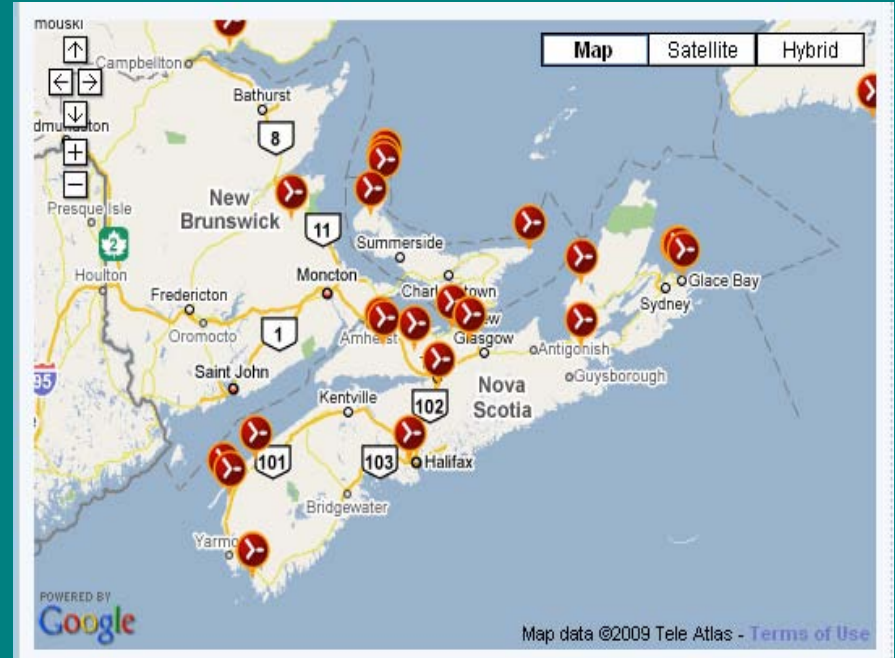 mouski
Map Satellite Hybrid
Campbellton
Bathurst
dmundston
8
Presque Isle
New
Brunswick
11
2
Summerside
Houlton
Moncton
Glace Bay
Fredericton
Sydney
Oromocto
1
Amherst
Glasgow
Antigonish
95
Saint John
Nova
Scotia
Guysborough
Kentville
102
101
103
Halifax
Bridgewater
POWERED BY
Google
Map data ©2009 Tele Atlas - Terms of Use